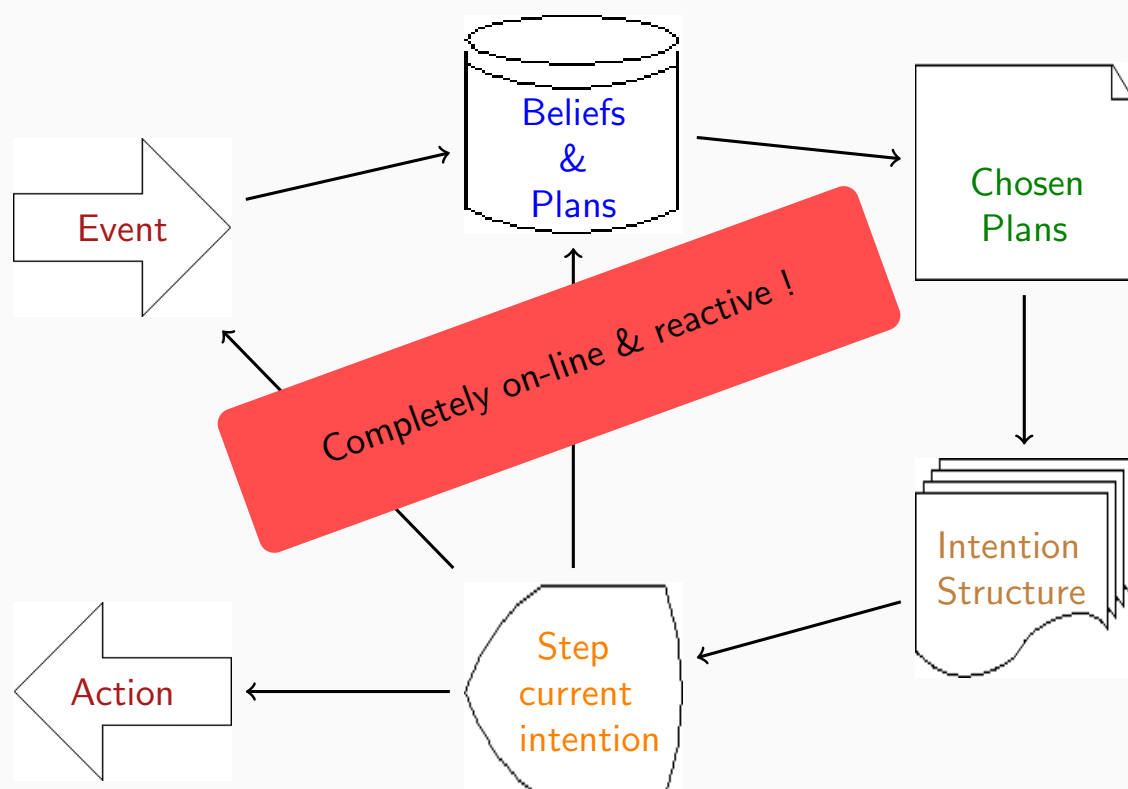 Beliefs
&
Plans
Chosen
Plans
Event
Completely on-line & reactive !
Intention
Structure
Step
current
intention
Action